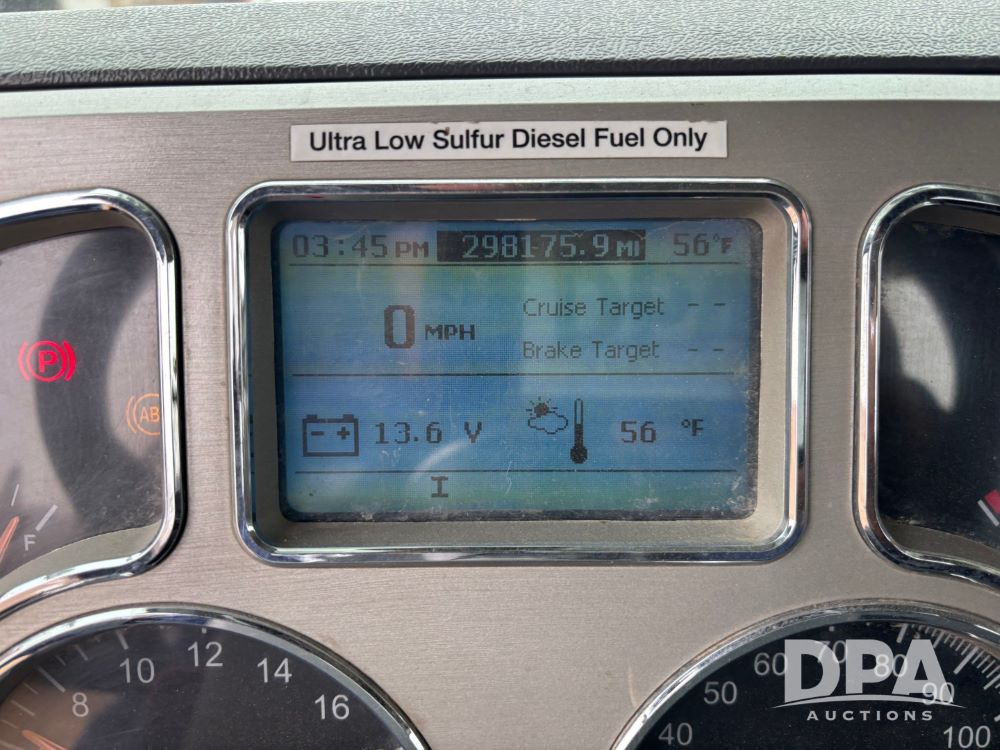 Ultra Low Sulfur Diesel Fuel Only
03:45 PM 298175.9 MI 56°F
0 MPH
Cruise Target - -
Brake Target - -
13.6 V 56 °F
I
P
AB
F
8 10 12 14 16
40 50 60 70 80 90 100
DPA
AUCTIONS